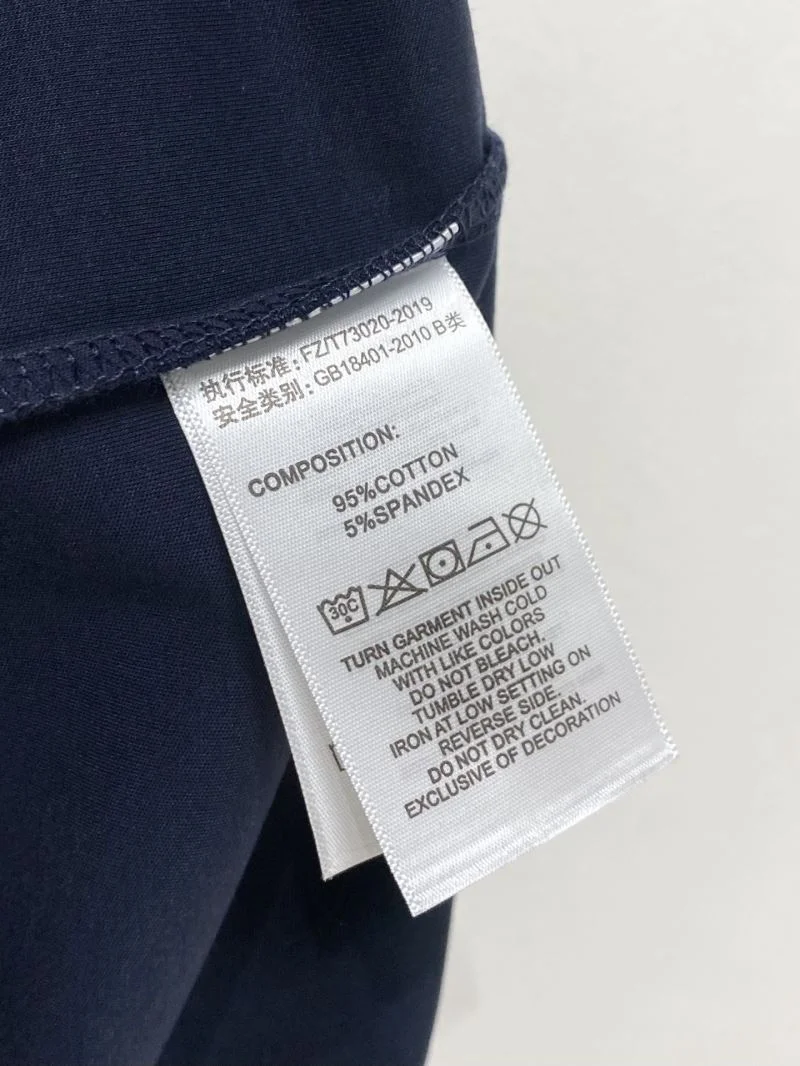 执行标准:FZ/T73020-2019
安全类别:GB18401-2010 B类
COMPOSITION:
95%COTTON
5%SPANDEX
30C
TURN GARMENT INSIDE OUT
MACHINE WASH COLD
WITH LIKE COLORS
DO NOT BLEACH.
TUMBLE DRY LOW
IRON AT LOW SETTING ON
REVERSE SIDE.
DO NOT DRY CLEAN.
EXCLUSIVE OF DECORATION